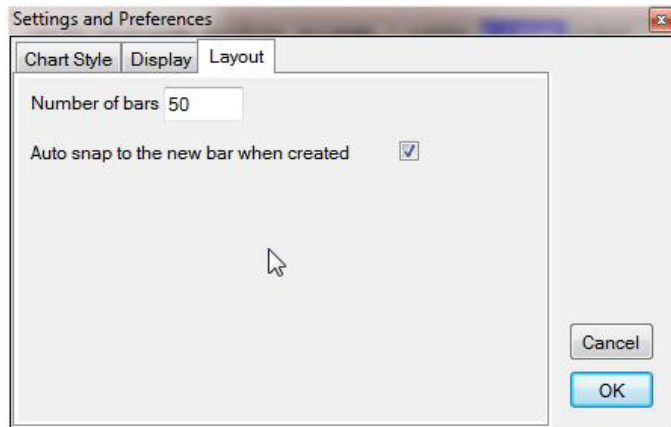 Settings and Preferences
Chart Style Display Layout
Number of bars 50
Auto snap to the new bar when created
Cancel
OK